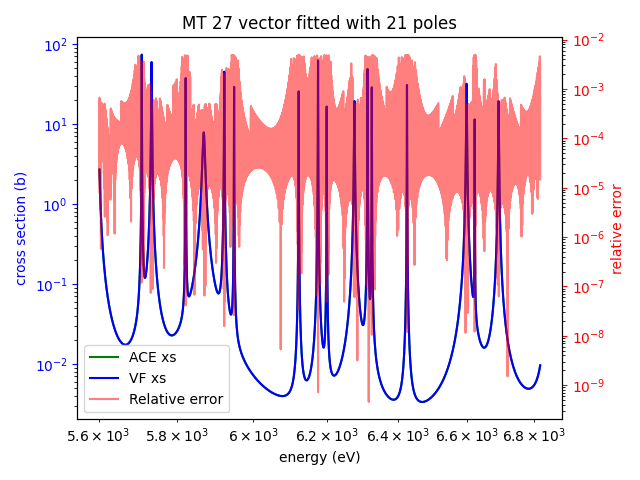 MT 27 vector fitted with 21 poles
10²
10¹
10⁰
10⁻¹
10⁻²
cross section (b)
10⁻²
10⁻³
10⁻⁴
10⁻⁵
10⁻⁶
10⁻⁷
10⁻⁸
10⁻⁹
relative error
ACE xs
VF xs
Relative error
5.6 × 10³ 5.8 × 10³ 6 × 10³ 6.2 × 10³ 6.4 × 10³ 6.6 × 10³ 6.8 × 10³
energy (eV)